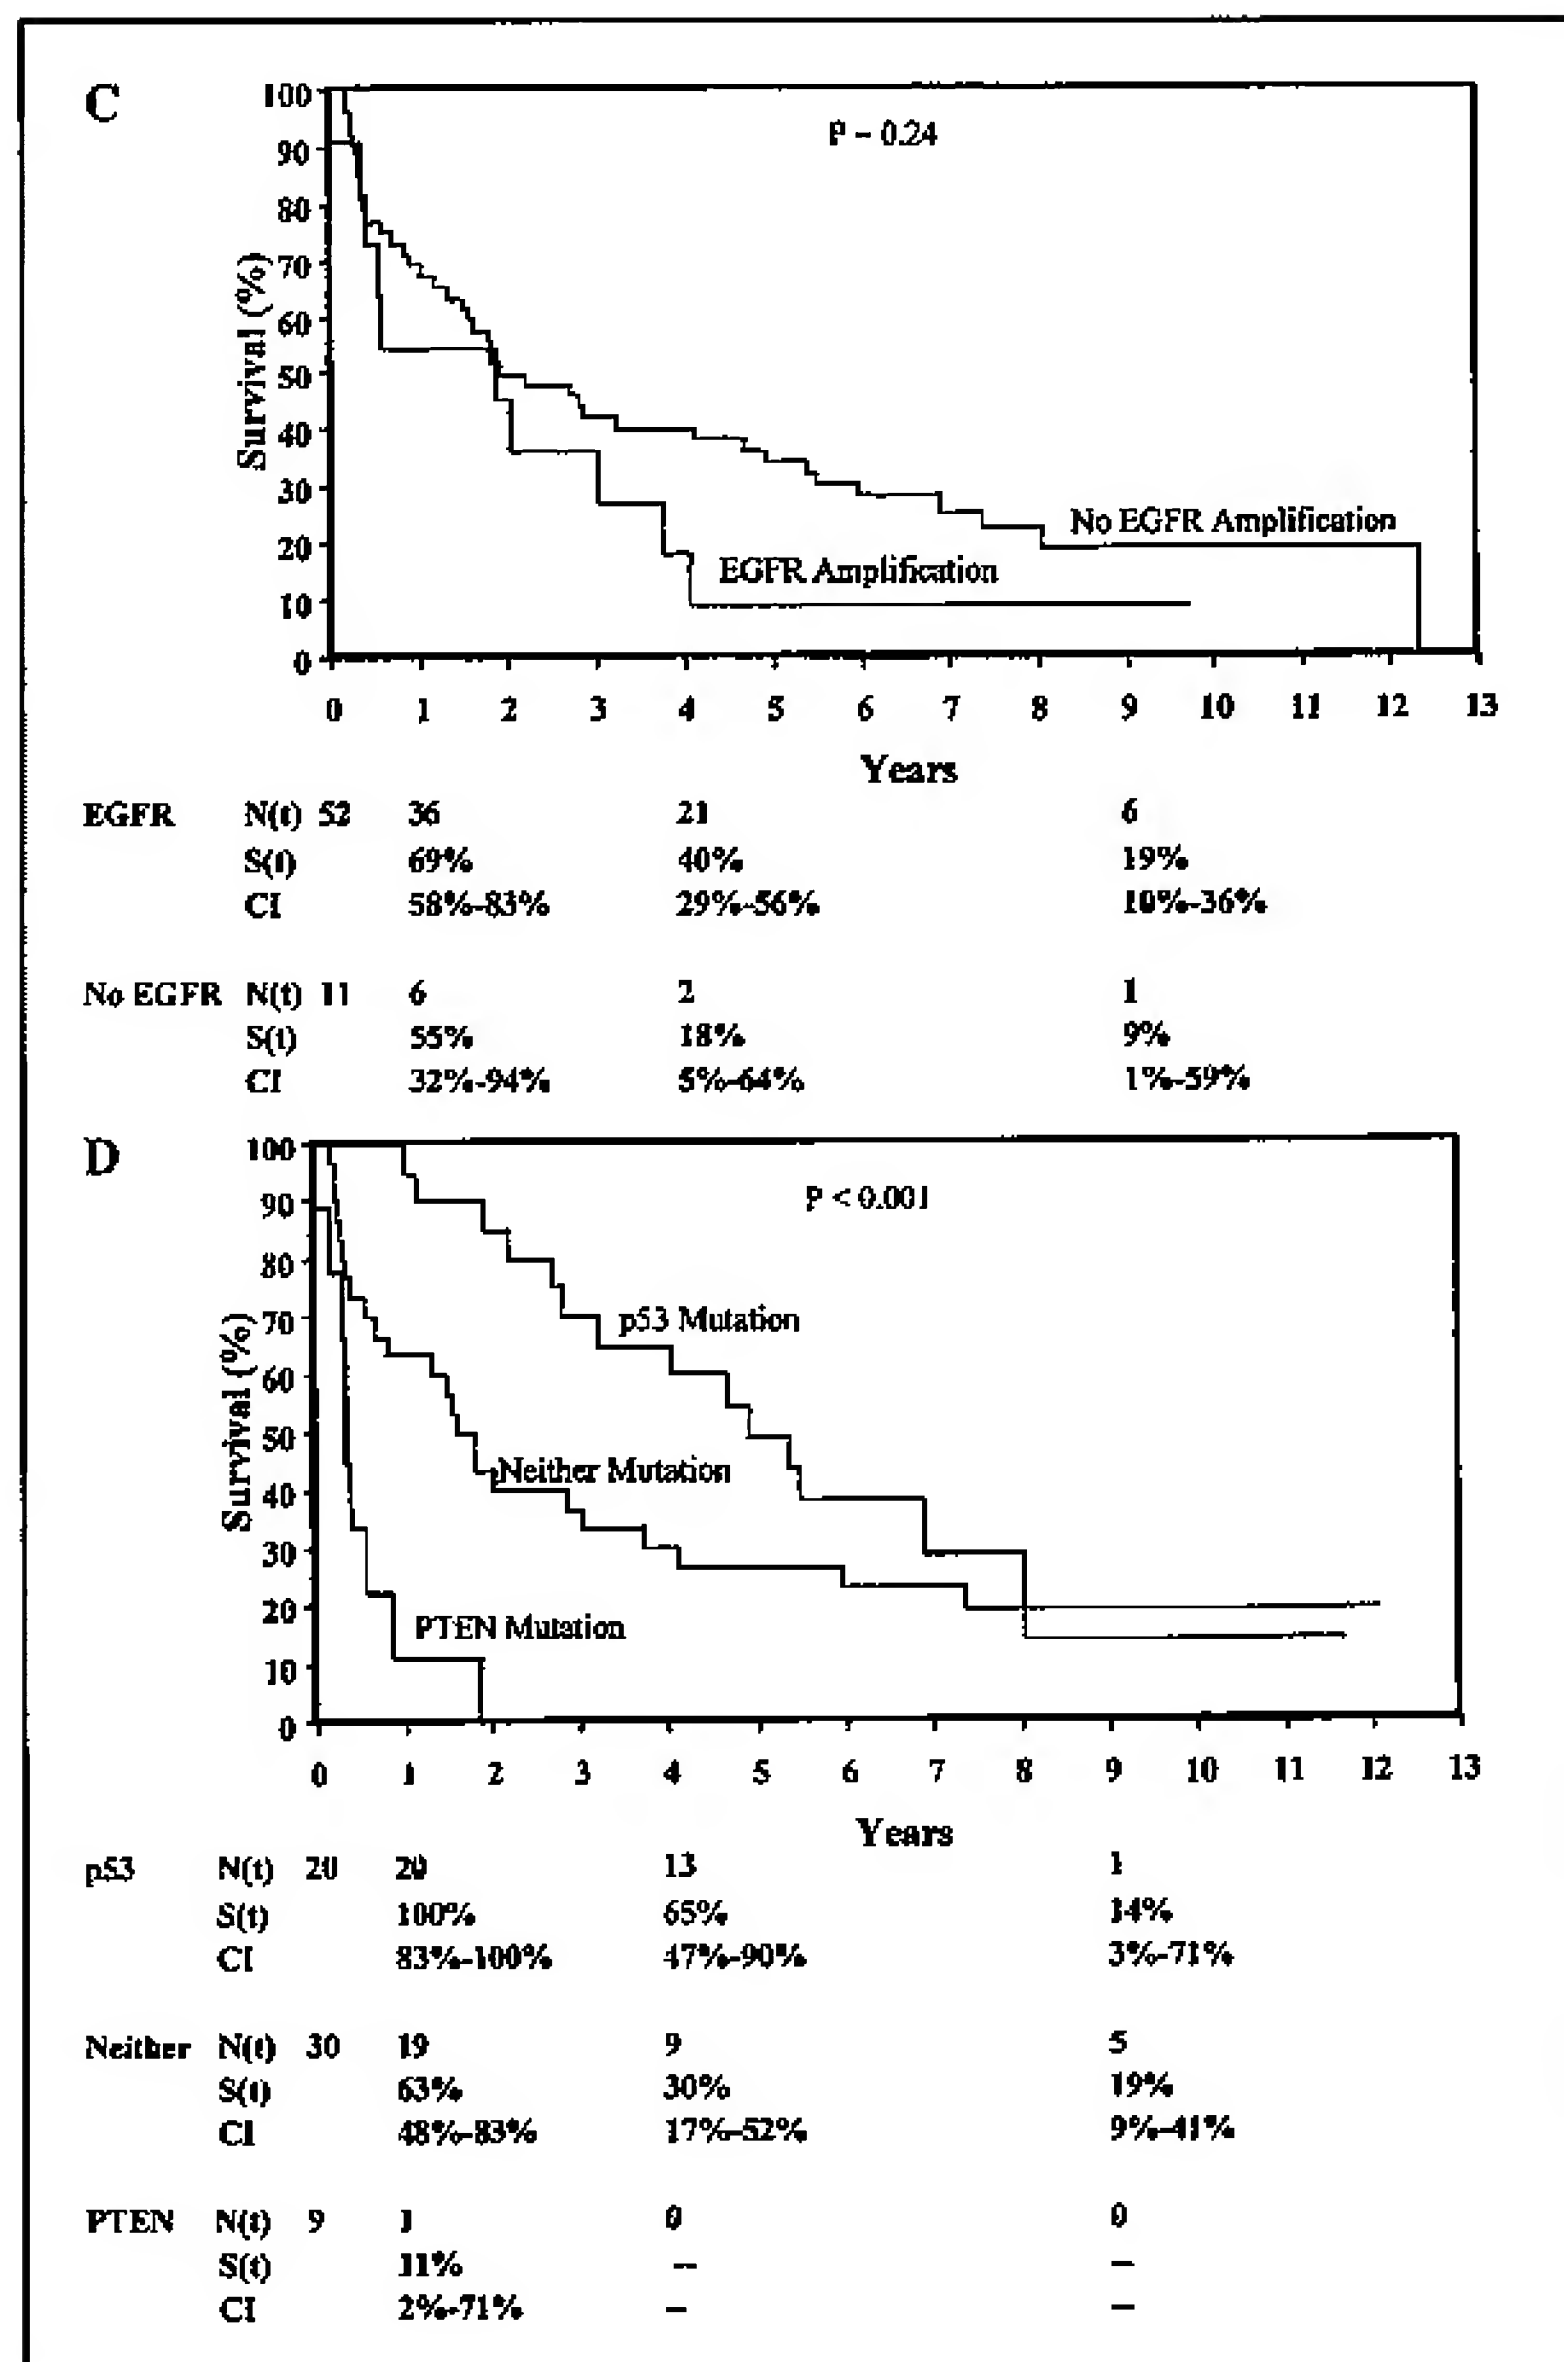 C
P = 0.24
100
90
80
70
60
50
40
30
20
10
0
Survival (%)
No EGFR Amplification
EGFR Amplification
0 1 2 3 4 5 6 7 8 9 10 11 12 13
Years
EGFR N(t) 52 36 21 6
S(t) 69% 40% 19%
CI 58%-83% 29%-56% 10%-36%
No EGFR N(t) 11 6 2 1
S(t) 55% 18% 9%
CI 32%-94% 5%-64% 1%-59%
D
P < 0.001
100
90
80
70
60
50
40
30
20
10
0
Survival (%)
p53 Mutation
Neither Mutation
PTEN Mutation
0 1 2 3 4 5 6 7 8 9 10 11 12 13
Years
p53 N(t) 20 20 13 1
S(t) 100% 65% 14%
CI 83%-100% 47%-90% 3%-71%
Neither N(t) 30 19 9 5
S(t) 63% 30% 19%
CI 48%-83% 17%-52% 9%-41%
PTEN N(t) 9 1 0 0
S(t) 11% – –
CI 2%-71% – –